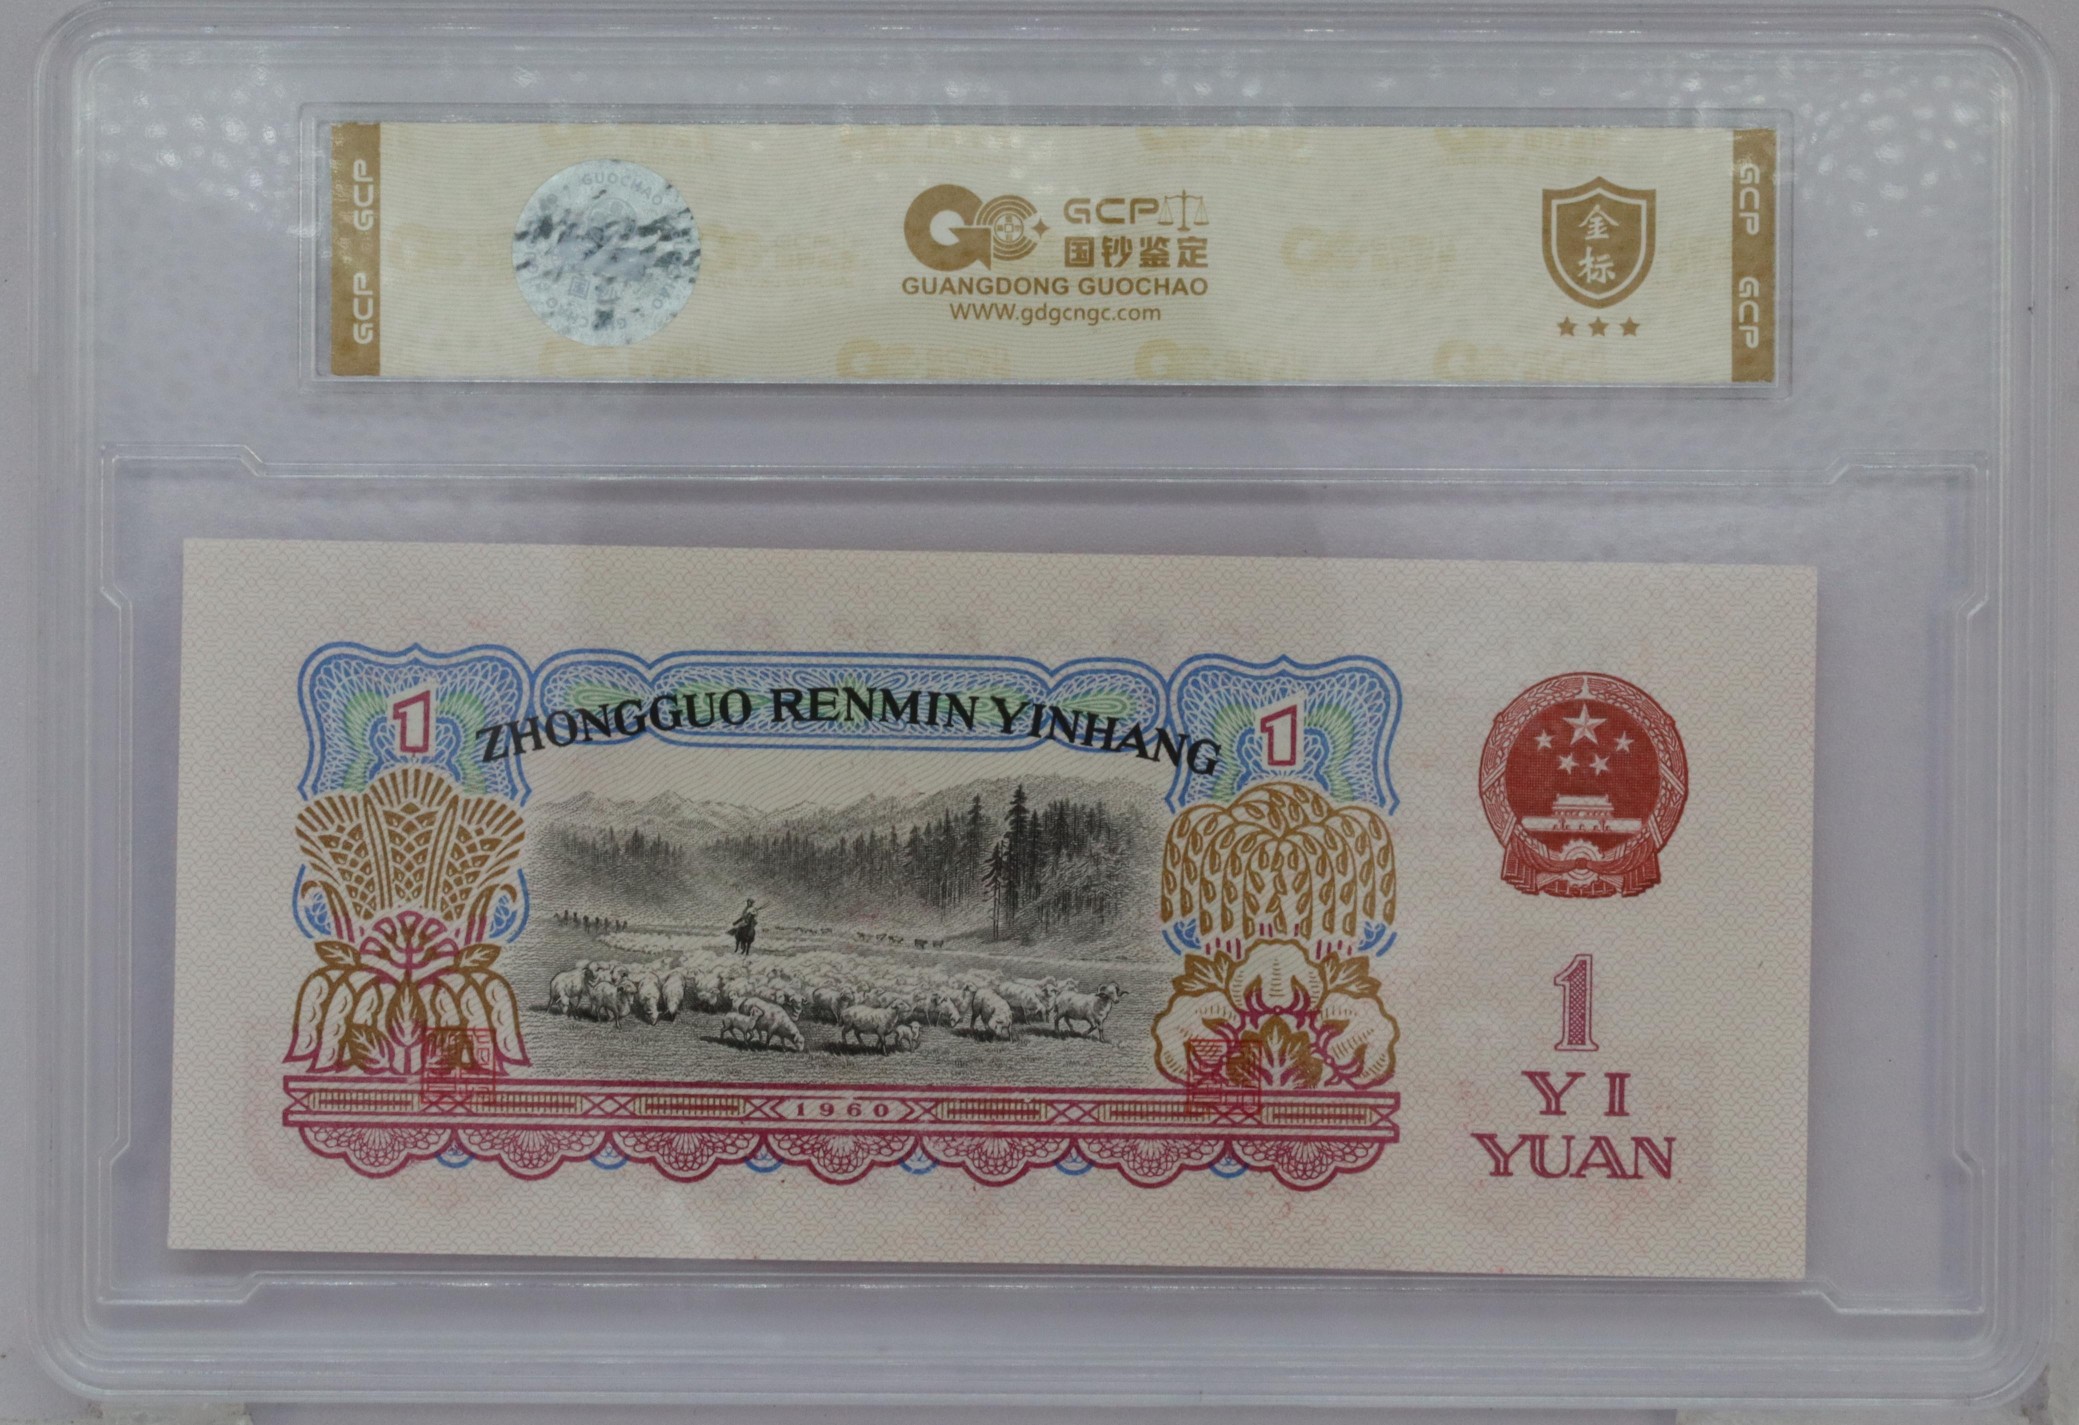 GCP GCP
GUOCHAO
GCP
国钞鉴定
GUANGDONG GUOCHAO
WWW.gdgcngc.com
金
标
GCP GCP
1
ZHONGGUO RENMIN YINHANG
1
1960
1
YI
YUAN